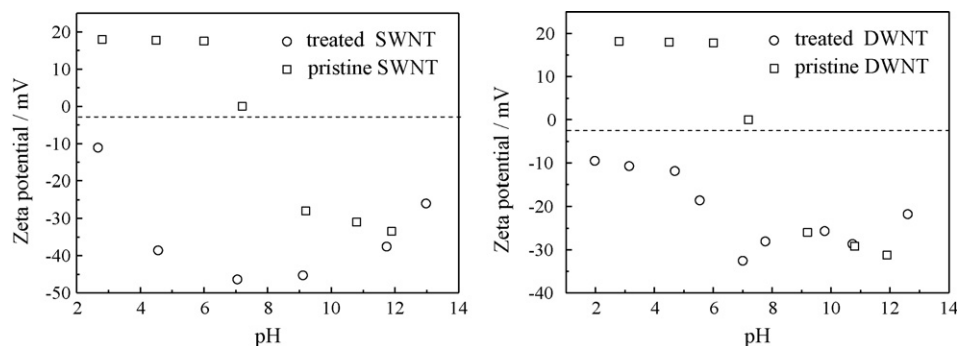 20
10
0
-10
-20
-30
-40
-50
Zeta potential / mV
treated SWNT
pristine SWNT
2 4 6 8 10 12 14
pH
20
10
0
-10
-20
-30
-40
Zeta potential / mV
treated DWNT
pristine DWNT
2 4 6 8 10 12 14
pH